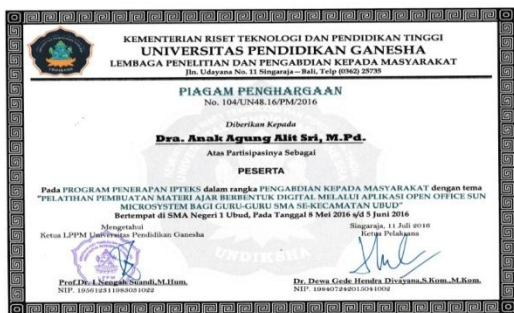 KEMENTERIAN RISET TEKNOLOGI DAN PENDIDIKAN TINGGI
UNIVERSITAS PENDIDIKAN GANESHA
LEMBAGA PENELITIAN DAN PENGABDIAN KEPADA MASYARAKAT
Jln. Udayana No. 11 Singaraja – Bali, Telp (0362) 25735
PIAGAM PENGHARGAAN
No. 104/UN48.16/PM/2016
Diberikan Kepada
Dra. Anak Agung Alit Sri, M.Pd.
Atas Partisipasinya Sebagai
PESERTA
Pada PROGRAM PENERAPAN IPTEKS dalam rangka PENGABDIAN KEPADA MASYARAKAT dengan tema
"PELATIHAN PEMBUATAN MATERI AJAR BERBENTUK DIGITAL MELALUI APLIKASI OPEN OFFICE SUN
MICROSYSTEM BAGI GURU-GURU SMA SE-KECAMATAN UBUD"
Bertempat di SMA Negeri 1 Ubud, Pada Tanggal 8 Mei 2016 s/d 5 Juni 2016
Mengetahui
Ketua LPPM Universitas Pendidikan Ganesha
Prof.Dr. I Nengah Suandi,M.Hum.
NIP. 195612311983031022
Singaraja, 11 Juli 2016
Ketua Pelaksana
Dr. Dewa Gede Hendra Divayana,S.Kom.,M.Kom.
NIP. 198407242015041002
UNDIKSHA